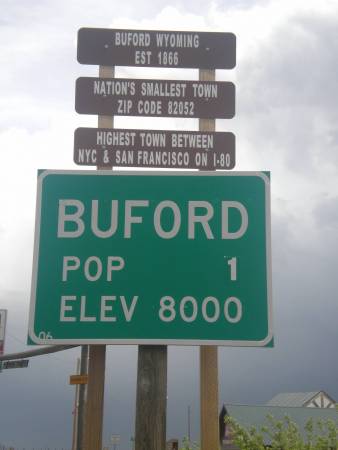 BUFORD WYOMING
EST 1866
NATION'S SMALLEST TOWN
ZIP CODE 82052
HIGHEST TOWN BETWEEN
NYC & SAN FRANCISCO ON I-80
BUFORD
POP 1
ELEV 8000
06